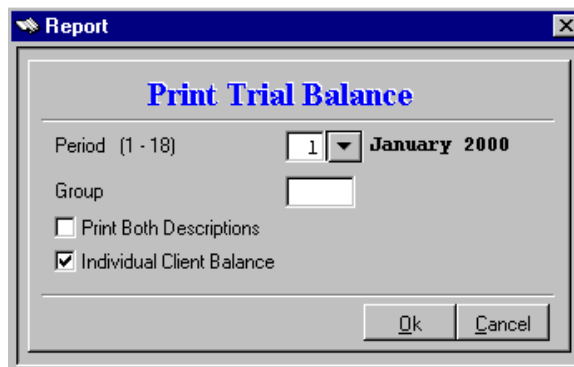 Report
Print Trial Balance
Period (1 - 18) 1 January 2000
Group
Print Both Descriptions
Individual Client Balance
Ok Cancel